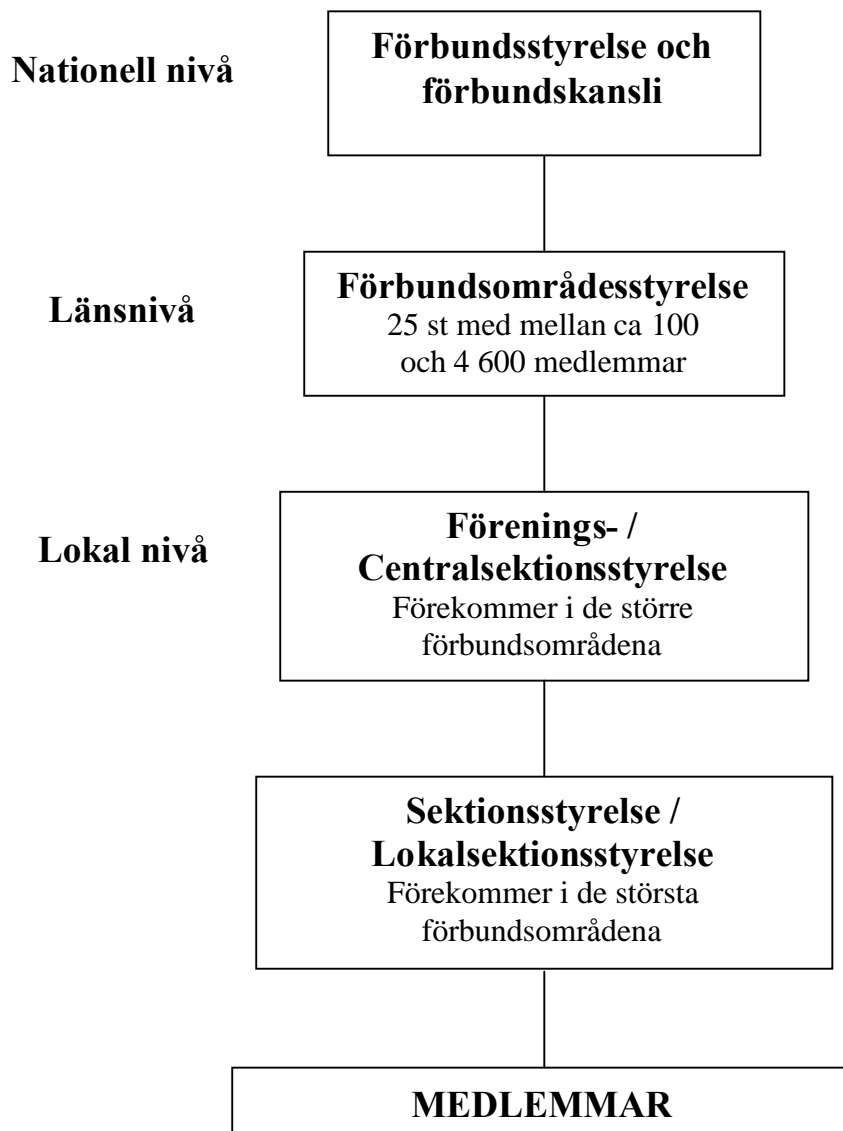 Nationell nivå
Förbundsstyrelse och
förbundskansli
Länsnivå
Förbundsområdesstyrelse
25 st med mellan ca 100
och 4 600 medlemmar
Lokal nivå
Förenings- /
Centralsektionsstyrelse
Förekommer i de större
förbundsområdena
Sektionsstyrelse /
Lokalsektionsstyrelse
Förekommer i de största
förbundsområdena
MEDLEMMAR